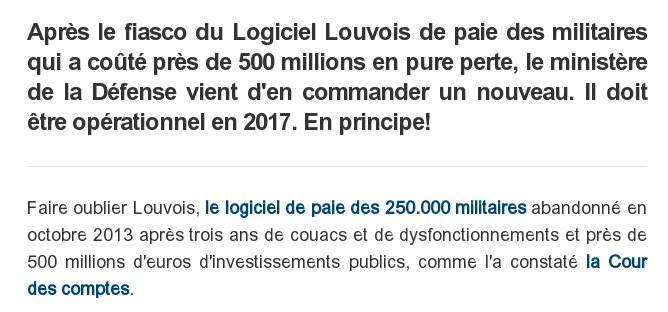 Après le fiasco du Logiciel Louvois de paie des militaires
qui a coûté près de 500 millions en pure perte, le ministère
de la Défense vient d'en commander un nouveau. Il doit
être opérationnel en 2017. En principe!
Faire oublier Louvois, le logiciel de paie des 250.000 militaires abandonné en
octobre 2013 après trois ans de couacs et de dysfonctionnements et près de
500 millions d'euros d'investissements publics, comme l'a constaté la Cour
des comptes.